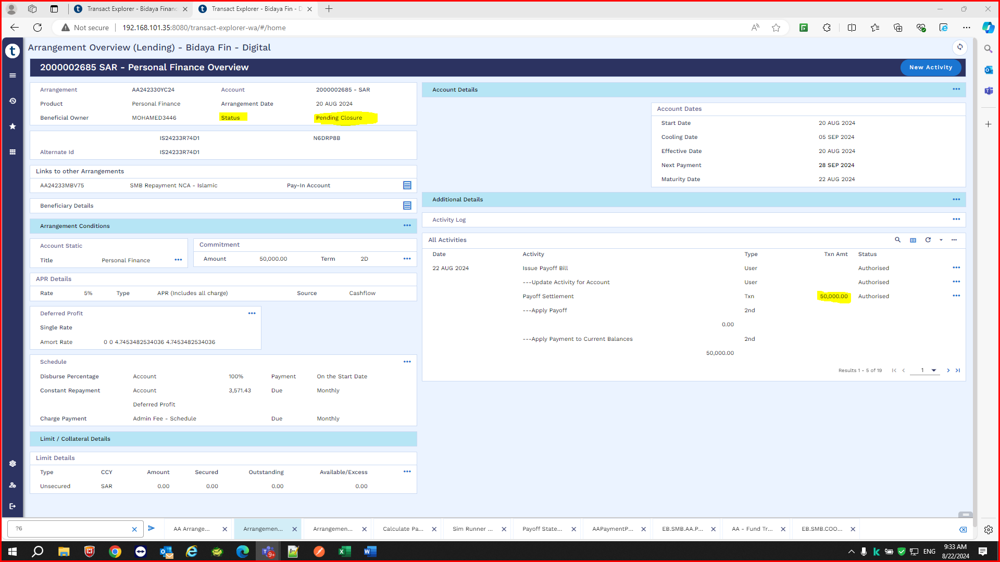 Transact Explorer - Bidaya Financ
Transact Explorer - Bidaya Fin - D
Not secure
192.168.101.35:8080/transact-explorer-wa/#/home
Arrangement Overview (Lending) - Bidaya Fin - Digital
2000002685 SAR - Personal Finance Overview
New Activity
Arrangement AA242330YC24 Account 2000002685 - SAR
Product Personal Finance Arrangement Date 20 AUG 2024
Beneficial Owner MOHAMED3446 Status Pending Closure
IS24233R74D1 N6DRP8B
Alternate Id IS24233R74D1
Links to other Arrangements
AA24233MBV75 SMB Repayment NCA - Islamic Pay-In Account
Beneficiary Details
Arrangement Conditions
Account Static
Title Personal Finance
Commitment
Amount 50,000.00 Term 2D
APR Details
Rate 5% Type APR (Includes all charge) Source Cashflow
Deferred Profit
Single Rate
Amort Rate 0 0 4.7453482534036 4.7453482534036
Schedule
Disburse Percentage Account 100% Payment On the Start Date
Constant Repayment Account 3,571.43 Due Monthly
Deferred Profit
Charge Payment Admin Fee - Schedule Due Monthly
Limit / Collateral Details
Limit Details
Type CCY Amount Secured Outstanding Available/Excess
Unsecured SAR 0.00 0.00 0.00 0.00
Account Details
Account Dates
Start Date 20 AUG 2024
Cooling Date 05 SEP 2024
Effective Date 20 AUG 2024
Next Payment 28 SEP 2024
Maturity Date 22 AUG 2024
Additional Details
Activity Log
All Activities
Date Activity Type Txn Amt Status
22 AUG 2024 Issue Payoff Bill User Authorised
---Update Activity for Account User Authorised
Payoff Settlement Txn 50,000.00 Authorised
---Apply Payoff 2nd
0.00
---Apply Payment to Current Balances 2nd
50,000.00
Results 1 - 5 of 19 1
?6
AA Arrange...
Arrangemen...
Arrangemen...
Calculate Pa...
Sim Runner ...
Payoff State...
AAPaymentP...
EB.SMB.AA.P...
AA - Fund Tr...
EB.SMB.COO...
9+
ENG
9:33 AM
8/22/2024